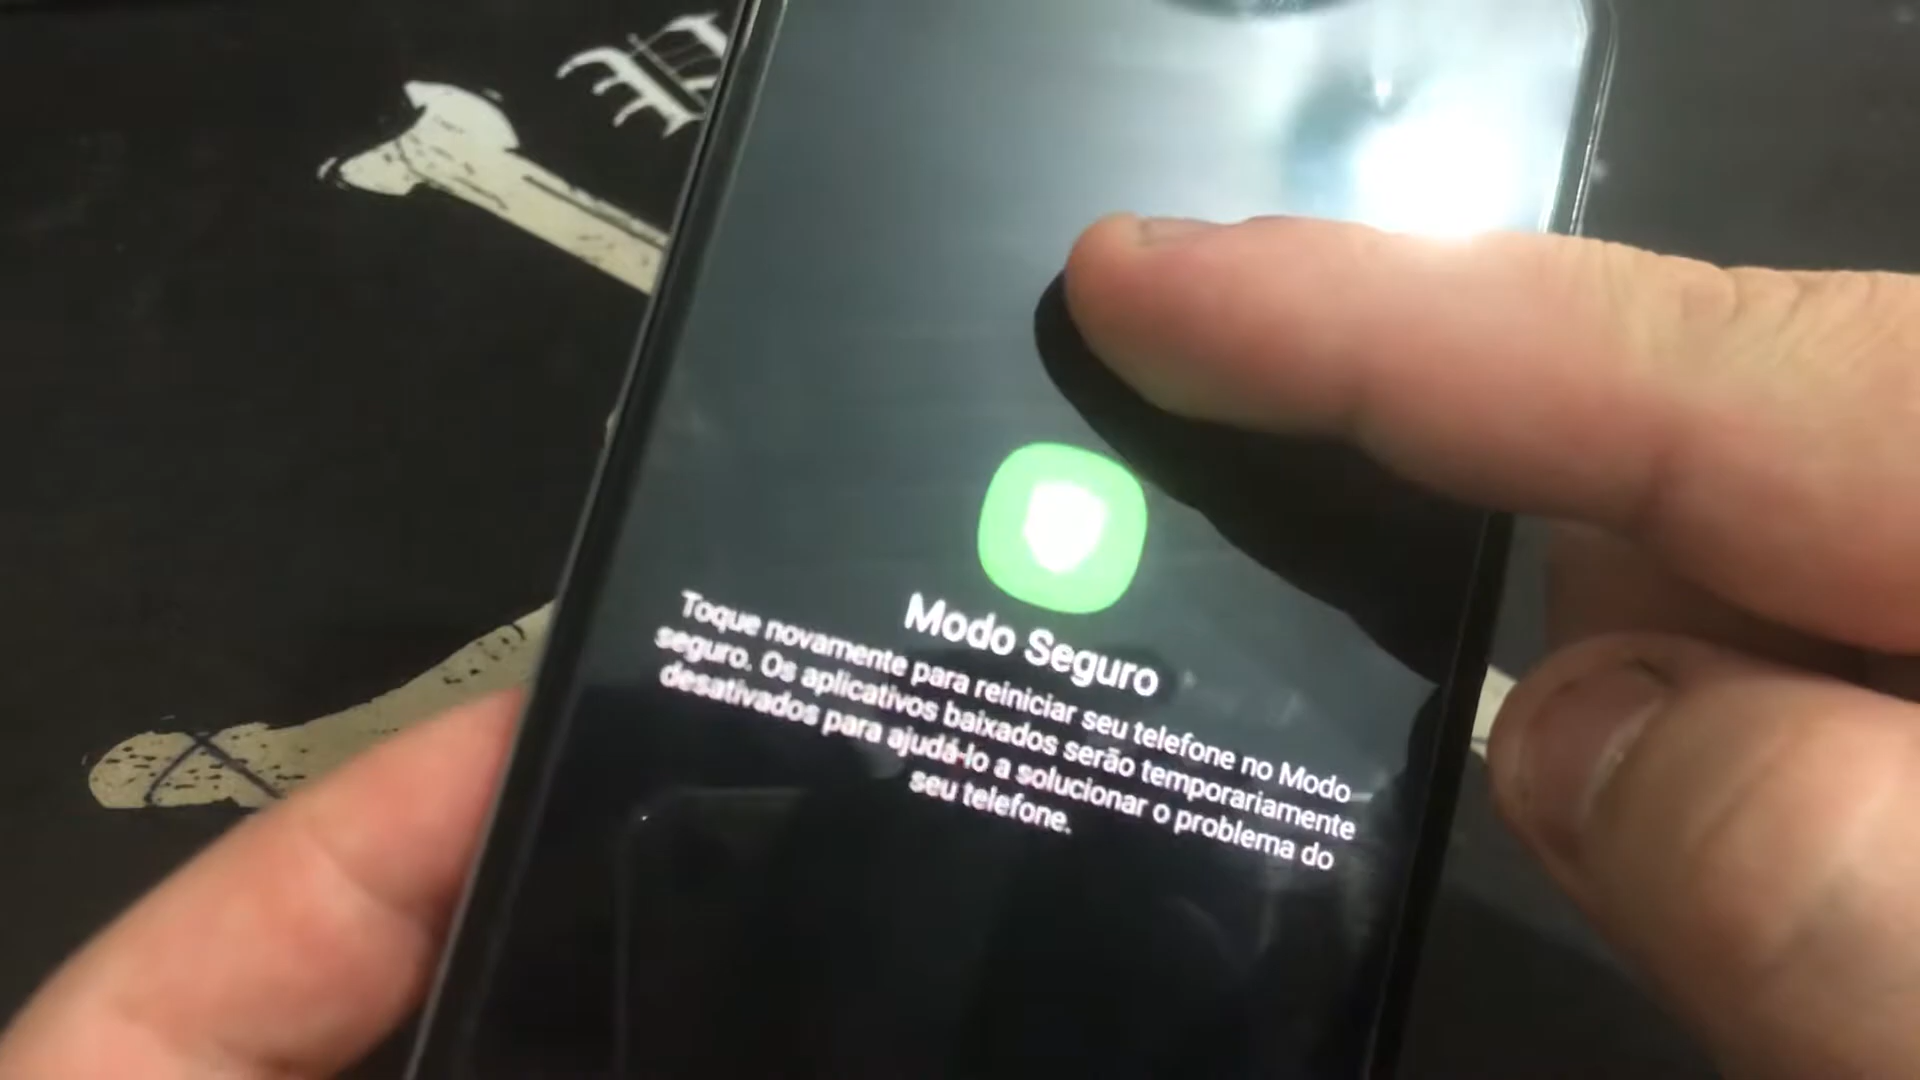 Modo Seguro
Toque novamente para reiniciar seu telefone no Modo
seguro. Os aplicativos baixados serão temporariamente
desativados para ajudá-lo a solucionar o problema do
seu telefone.